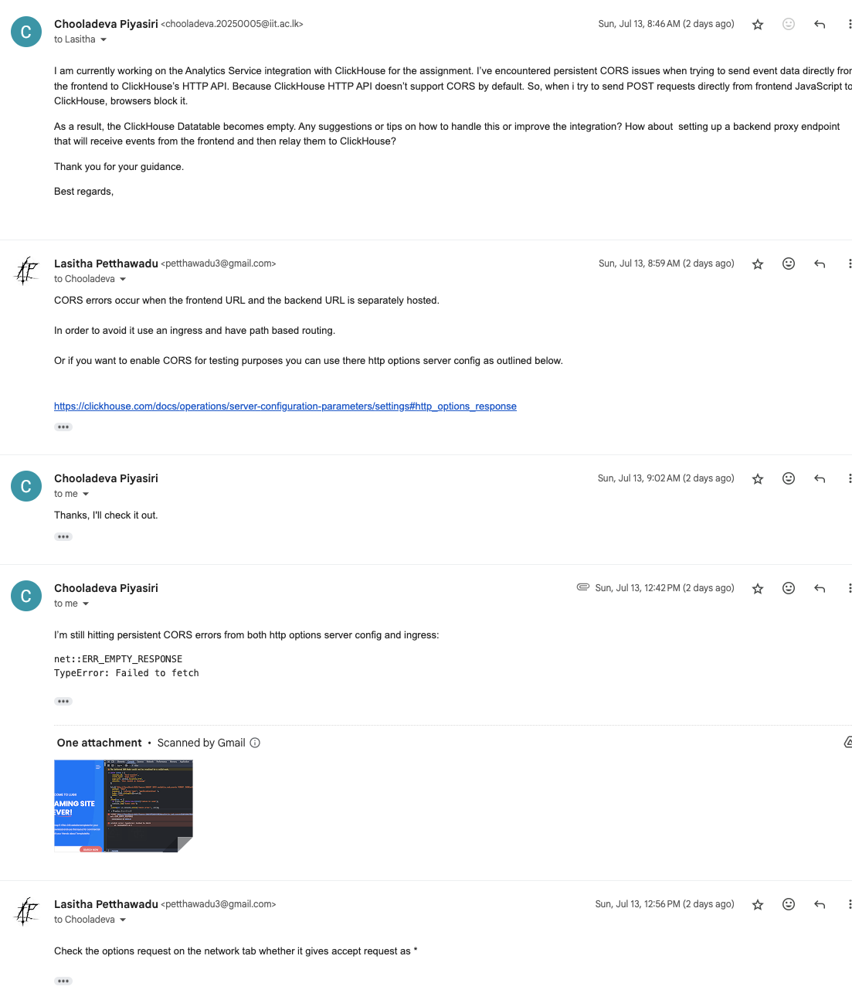 C
Chooladeva Piyasiri <chooladeva.20250005@iit.ac.lk>
Sun, Jul 13, 8:46 AM (2 days ago)
to Lasitha
I am currently working on the Analytics Service integration with ClickHouse for the assignment. I've encountered persistent CORS issues when trying to send event data directly fror
the frontend to ClickHouse's HTTP API. Because ClickHouse HTTP API doesn't support CORS by default. So, when i try to send POST requests directly from frontend JavaScript to
ClickHouse, browsers block it.
As a result, the ClickHouse Datatable becomes empty. Any suggestions or tips on how to handle this or improve the integration? How about setting up a backend proxy endpoint
that will receive events from the frontend and then relay them to ClickHouse?
Thank you for your guidance.
Best regards,
Lasitha Petthawadu <petthawadu3@gmail.com>
Sun, Jul 13, 8:59 AM (2 days ago)
to Chooladeva
CORS errors occur when the frontend URL and the backend URL is separately hosted.
In order to avoid it use an ingress and have path based routing.
Or if you want to enable CORS for testing purposes you can use there http options server config as outlined below.
https://clickhouse.com/docs/operations/server-configuration-parameters/settings#http_options_response
C
Chooladeva Piyasiri
Sun, Jul 13, 9:02 AM (2 days ago)
to me
Thanks, I'll check it out.
C
Chooladeva Piyasiri
Sun, Jul 13, 12:42 PM (2 days ago)
to me
I'm still hitting persistent CORS errors from both http options server config and ingress:
net::ERR_EMPTY_RESPONSE
TypeError: Failed to fetch
One attachment • Scanned by Gmail
AMING SITE
EVER!
Lasitha Petthawadu <petthawadu3@gmail.com>
Sun, Jul 13, 12:56 PM (2 days ago)
to Chooladeva
Check the options request on the network tab whether it gives accept request as *